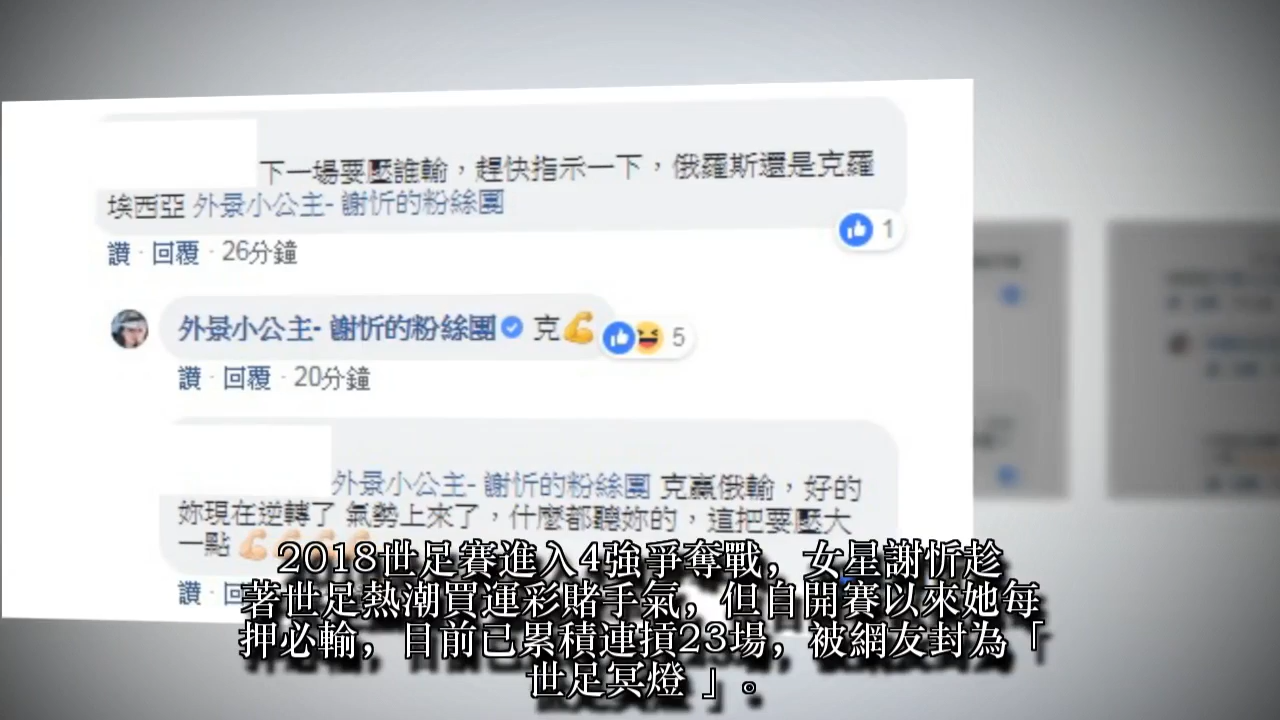 下一場要壓誰輸，趕快指示一下，俄羅斯還是克羅
埃西亞 外景小公主- 謝忻的粉絲團
1
讚 · 回覆 · 26分鐘
外景小公主- 謝忻的粉絲團 克💪
5
讚 · 回覆 · 20分鐘
外景小公主- 謝忻的粉絲團 克贏俄輸，好的
妳現在逆轉了 氣勢上來了，什麼都聽妳的，這把要壓大
一點
讚 · 回
2018世足賽進入4強爭奪戰，女星謝忻趁
著世足熱潮買運彩賭手氣，但自開賽以來她每
押必輸，目前已累積連摃23場，被網友封為「
世足冥燈 」。